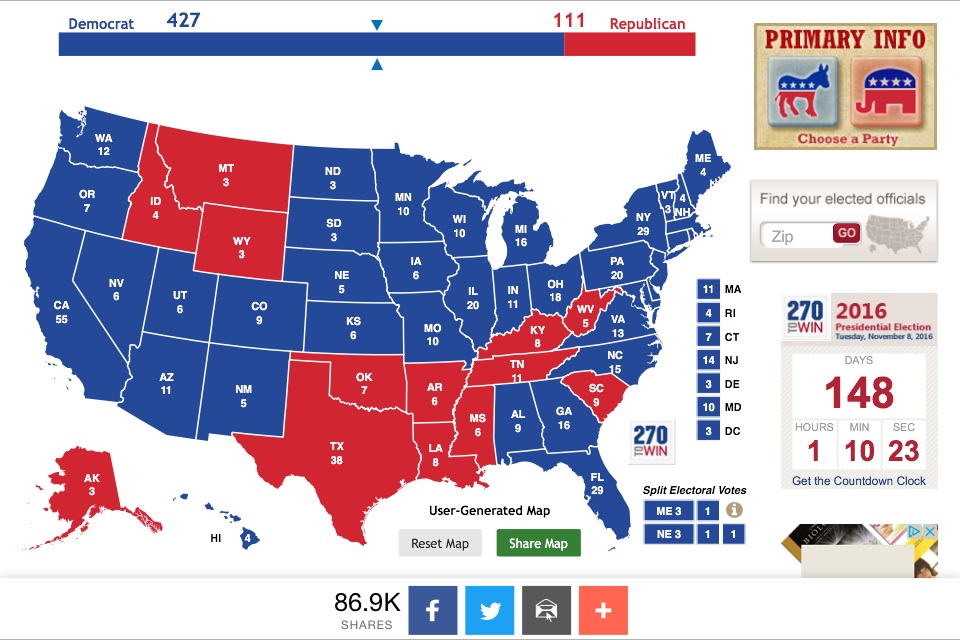 Democrat 427 111 Republican
PRIMARY INFO
Choose a Party
Find your elected officials
Zip GO
WA
12
OR
7
CA
55
NV
6
ID
4
MT
3
WY
3
UT
6
CO
9
AZ
11
NM
5
ND
3
SD
3
NE
5
KS
6
OK
7
TX
38
MN
10
IA
6
MO
10
AR
6
LA
8
WI
10
IL
20
MI
16
IN
11
OH
18
KY
8
TN
11
MS
6
AL
9
GA
16
FL
29
SC
9
NC
15
VA
13
WV
5
PA
20
NY
29
VT
3
4
NH
ME
4
AK
3
HI 4
11 MA
4 RI
7 CT
14 NJ
3 DE
10 MD
3 DC
270
TOWIN
Split Electoral Votes
ME 3 1 i
NE 3 1 1
User-Generated Map
Reset Map Share Map
270
TOWIN
2016
Presidential Election
Tuesday, November 8, 2016
DAYS
148
HOURS MIN SEC
1 10 23
Get the Countdown Clock
86.9K
SHARES